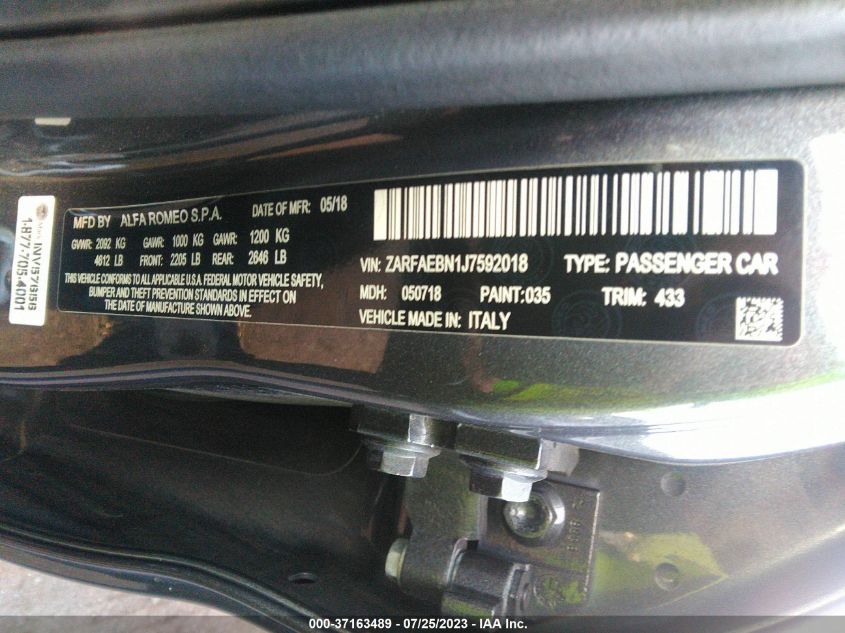 MFD BY ALFA ROMEO S.P.A. DATE OF MFR: 05/18
GVWR: 2092 KG GAWR: 1000 KG GAWR: 1200 KG
4612 LB FRONT: 2205 LB REAR: 2646 LB
THIS VEHICLE CONFORMS TO ALL APPLICABLE U.S.A. FEDERAL MOTOR VEHICLE SAFETY,
BUMPER AND THEFT PREVENTION STANDARDS IN EFFECT ON
THE DATE OF MANUFACTURE SHOWN ABOVE.
VIN: ZARFAEBN1J7592018 TYPE: PASSENGER CAR
MDH: 050718 PAINT:035 TRIM: 433
VEHICLE MADE IN: ITALY
1-877-705-4001
000-37163489 - 07/25/2023 - IAA Inc.